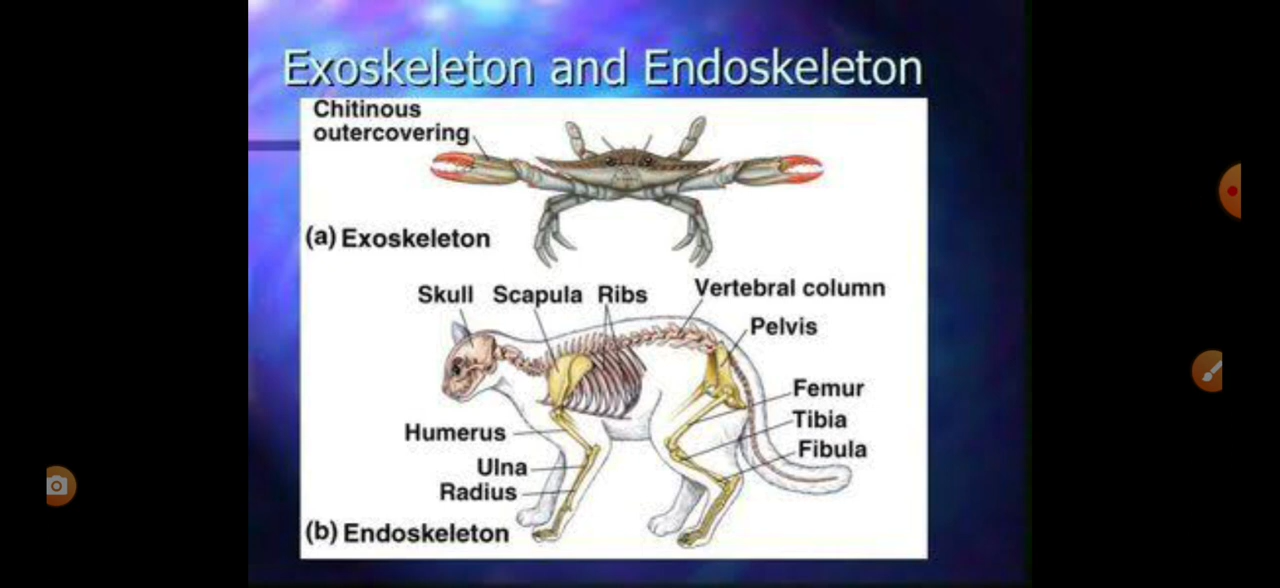 Exoskeleton and Endoskeleton
Chitinous
outercovering
(a) Exoskeleton
Skull Scapula Ribs Vertebral column
Pelvis
Femur
Tibia
Humerus
Fibula
Ulna
Radius
(b) Endoskeleton